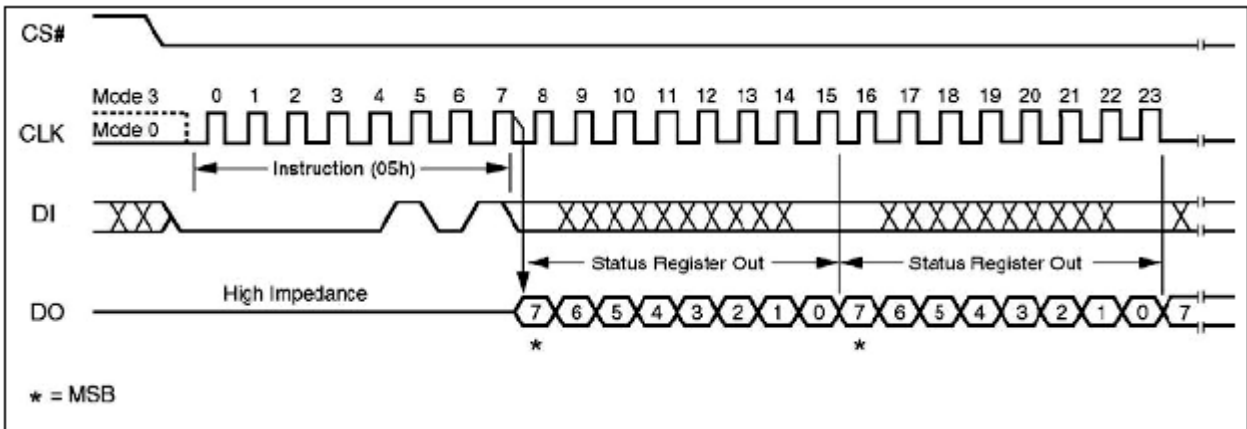 CS#
Mode 3 0 1 2 3 4 5 6 7 8 9 10 11 12 13 14 15 16 17 18 19 20 21 22 23
CLK Mode 0
Instruction (05h)
DI
Status Register Out Status Register Out
High Impedance
DO 7 6 5 4 3 2 1 0 7 6 5 4 3 2 1 0 7
* *
* = MSB